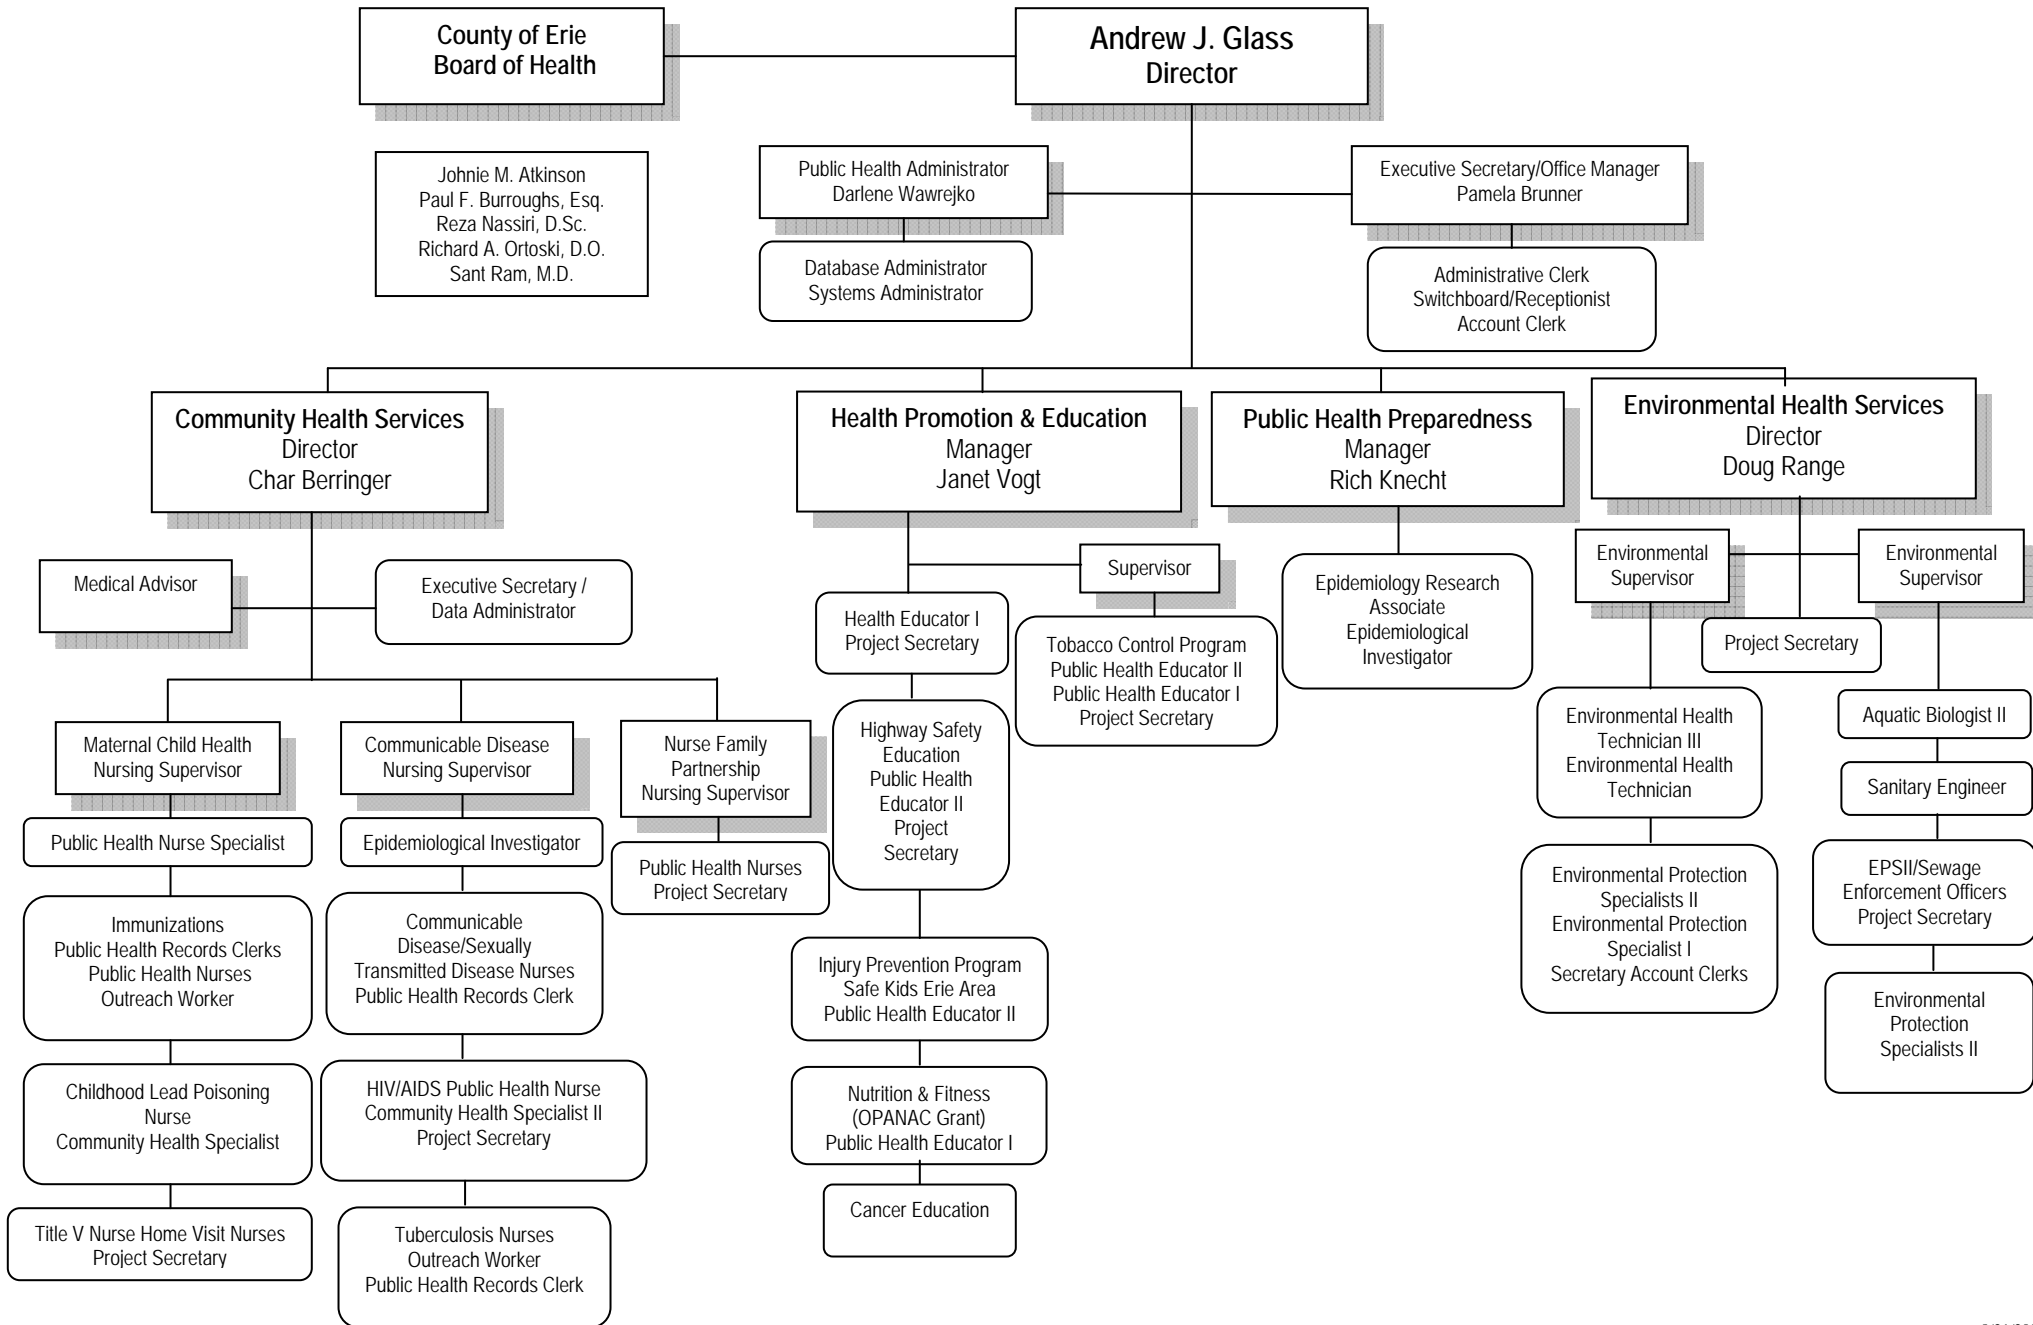 County of Erie
Board of Health
Andrew J. Glass
Director
Johnie M. Atkinson
Paul F. Burroughs, Esq.
Reza Nassiri, D.Sc.
Richard A. Ortoski, D.O.
Sant Ram, M.D.
Public Health Administrator
Darlene Wawrejko
Executive Secretary/Office Manager
Pamela Brunner
Database Administrator
Systems Administrator
Administrative Clerk
Switchboard/Receptionist
Account Clerk
Community Health Services
Director
Char Berringer
Health Promotion & Education
Manager
Janet Vogt
Public Health Preparedness
Manager
Rich Knecht
Environmental Health Services
Director
Doug Range
Medical Advisor
Executive Secretary /
Data Administrator
Maternal Child Health
Nursing Supervisor
Public Health Nurse Specialist
Immunizations
Public Health Records Clerks
Public Health Nurses
Outreach Worker
Childhood Lead Poisoning
Nurse
Community Health Specialist
Title V Nurse Home Visit Nurses
Project Secretary
Communicable Disease
Nursing Supervisor
Epidemiological Investigator
Communicable
Disease/Sexually
Transmitted Disease Nurses
Public Health Records Clerk
HIV/AIDS Public Health Nurse
Community Health Specialist II
Project Secretary
Tuberculosis Nurses
Outreach Worker
Public Health Records Clerk
Nurse Family
Partnership
Nursing Supervisor
Public Health Nurses
Project Secretary
Health Educator I
Project Secretary
Highway Safety
Education
Public Health
Educator II
Project
Secretary
Injury Prevention Program
Safe Kids Erie Area
Public Health Educator II
Nutrition & Fitness
(OPANAC Grant)
Public Health Educator I
Cancer Education
Supervisor
Tobacco Control Program
Public Health Educator II
Public Health Educator I
Project Secretary
Epidemiology Research
Associate
Epidemiological
Investigator
Environmental
Supervisor
Environmental Health
Technician III
Environmental Health
Technician
Environmental Protection
Specialists II
Environmental Protection
Specialist I
Secretary Account Clerks
Project Secretary
Environmental
Supervisor
Aquatic Biologist II
Sanitary Engineer
EPSII/Sewage
Enforcement Officers
Project Secretary
Environmental
Protection
Specialists II